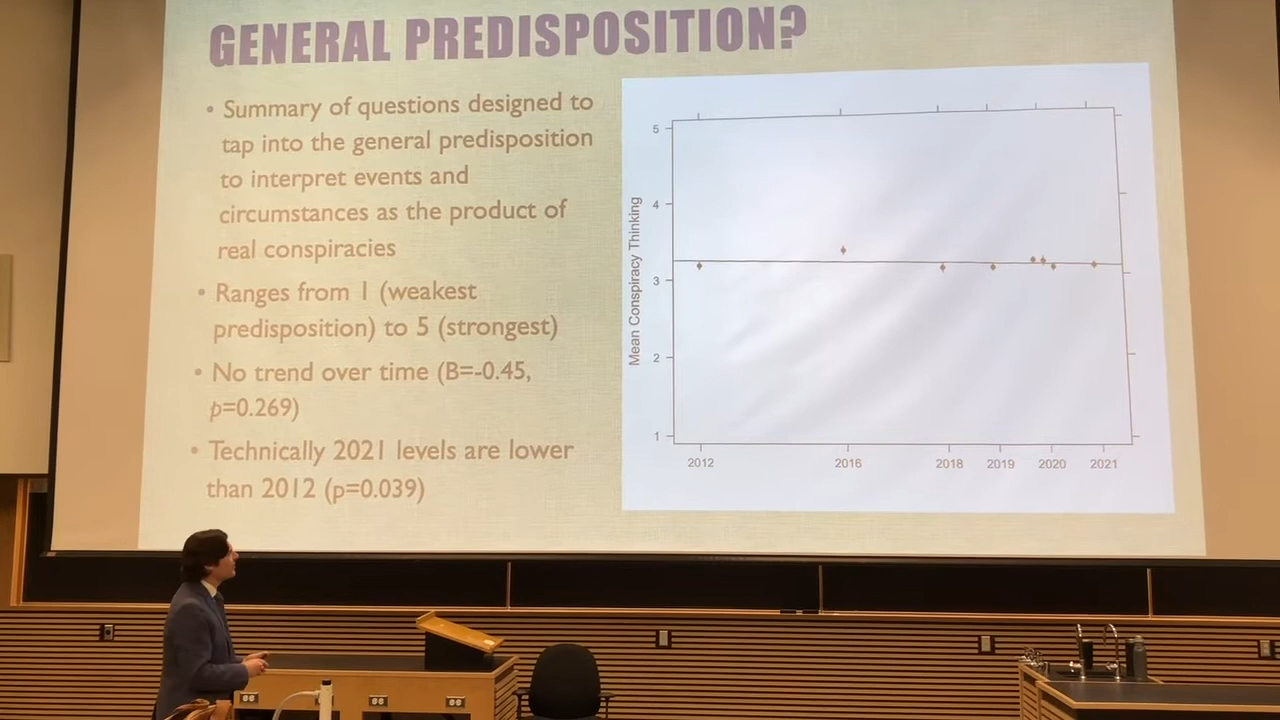 GENERAL PREDISPOSITION?
• Summary of questions designed to
tap into the general predisposition
to interpret events and
circumstances as the product of
real conspiracies
• Ranges from 1 (weakest
predisposition) to 5 (strongest)
• No trend over time (B=-0.45,
p=0.269)
• Technically 2021 levels are lower
than 2012 (p=0.039)
Mean Conspiracy Thinking
5
4
3
2
1
2012 2016 2018 2019 2020 2021